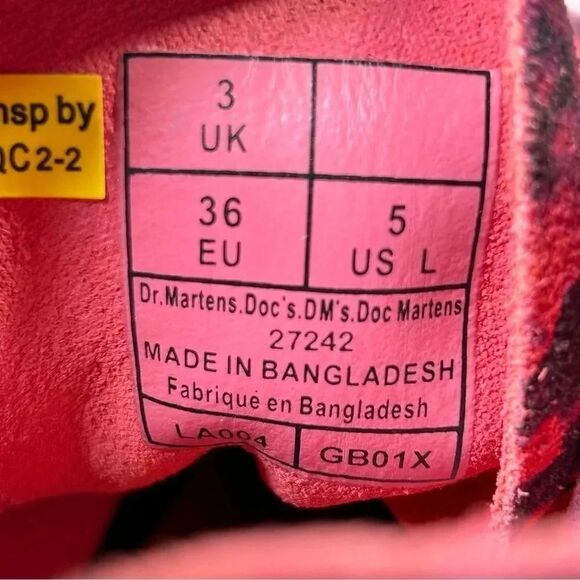 nsp by
QC 2-2
3
UK
36
EU
5
US L
Dr.Martens.Doc's.DM's.Doc Martens
27242
MADE IN BANGLADESH
Fabriqué en Bangladesh
LA004
GB01X